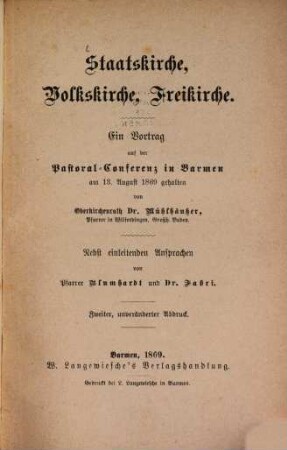 Staatskirche,
Volkskirche, Freikirche.
Ein Vortrag
auf der
Pastoral-Conferenz in Barmen
am 13. August 1869 gehalten
von
Oberkirchenrath Dr. Mühlhäußer,
Pfarrer in Wilferdingen, Großh. Baden.
Nebst einleitenden Ansprachen
von
Pfarrer Blumhardt und Dr. Fabri.
Zweiter, unveränderter Abdruck.
Barmen, 1869.
W. Langewiesche's Verlagshandlung.
Gedruckt bei L. Langewiesche in Barmen.